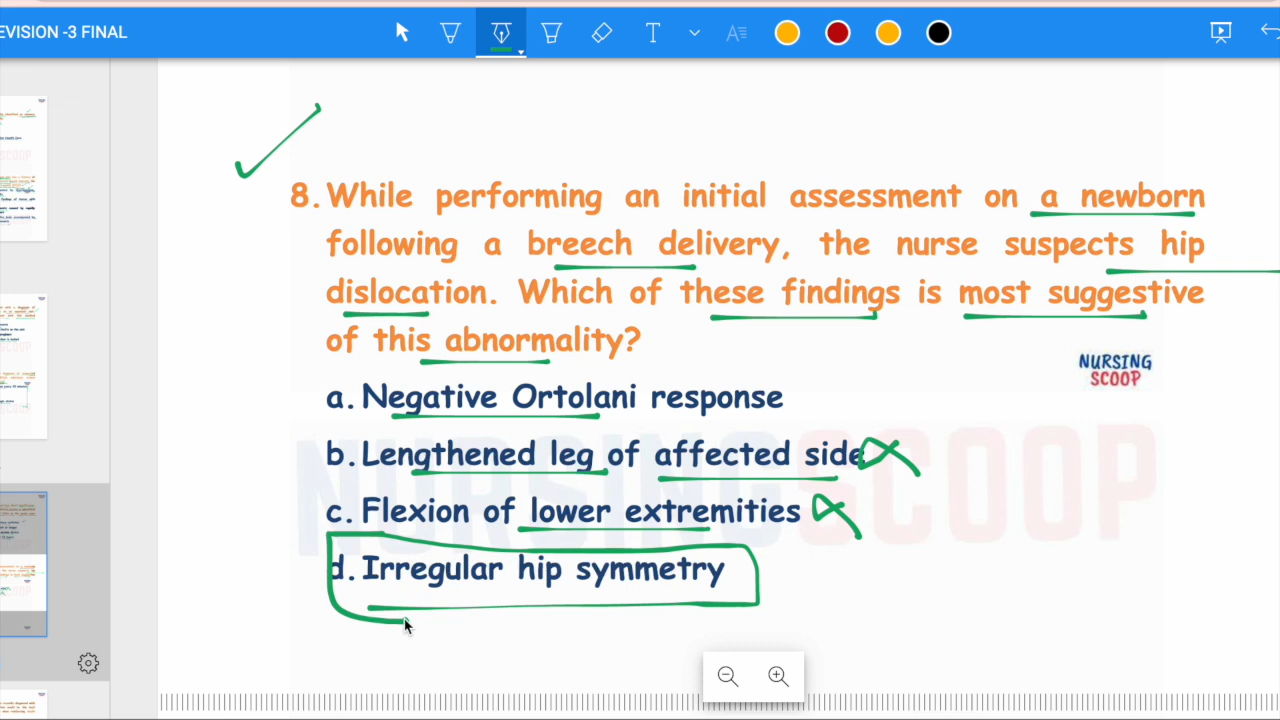 EVISION -3 FINAL
8. While performing an initial assessment on a newborn
following a breech delivery, the nurse suspects hip
dislocation. Which of these findings is most suggestive
of this abnormality?
NURSING
SCOOP
a. Negative Ortolani response
b. Lengthened leg of affected side
c. Flexion of lower extremities
d. Irregular hip symmetry
NURSING SCOOP